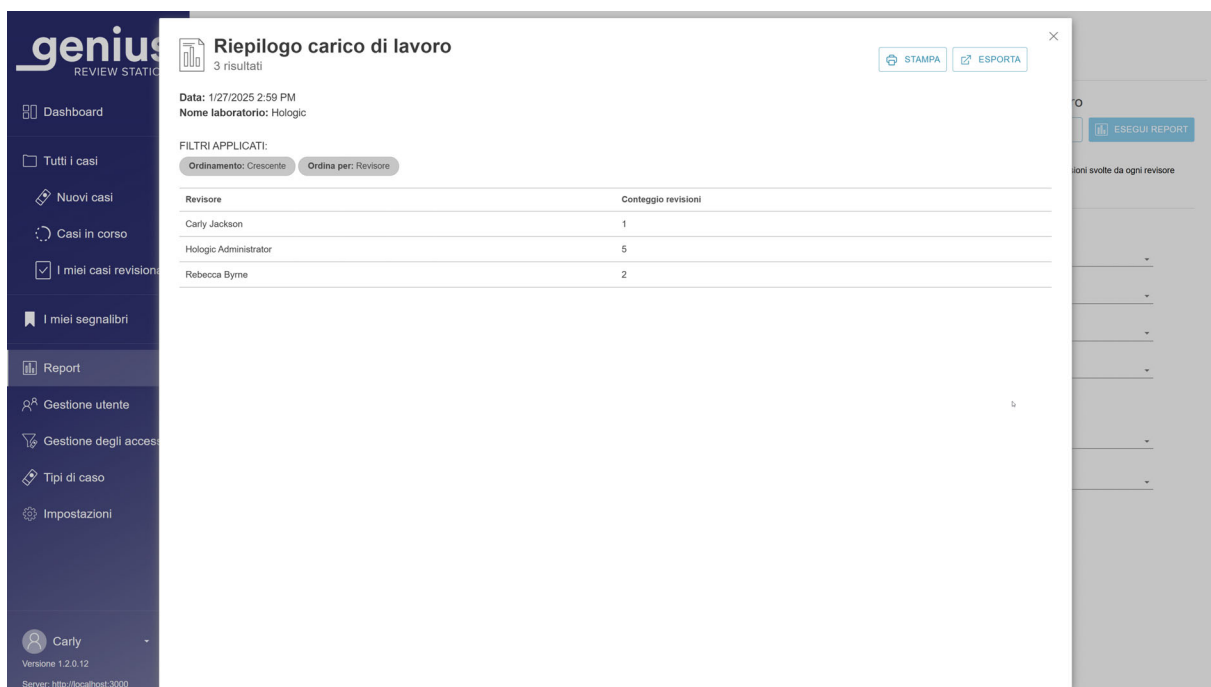 genius
REVIEW STATIO
Dashboard
Tutti i casi
Nuovi casi
Casi in corso
I miei casi revisiona
I miei segnalibri
Report
Gestione utente
Gestione degli access
Tipi di caso
Impostazioni
Carly
Versione 1.2.0.12
Server: http://localhost:3000
Riepilogo carico di lavoro
3 risultati
STAMPA ESPORTA
Data: 1/27/2025 2:59 PM
Nome laboratorio: Hologic
FILTRI APPLICATI:
Ordinamento: Crescente Ordina per: Revisore
Revisore Conteggio revisioni
Carly Jackson 1
Hologic Administrator 5
Rebecca Byrne 2
ro
ESEGUI REPORT
sioni svolte da ogni revisore